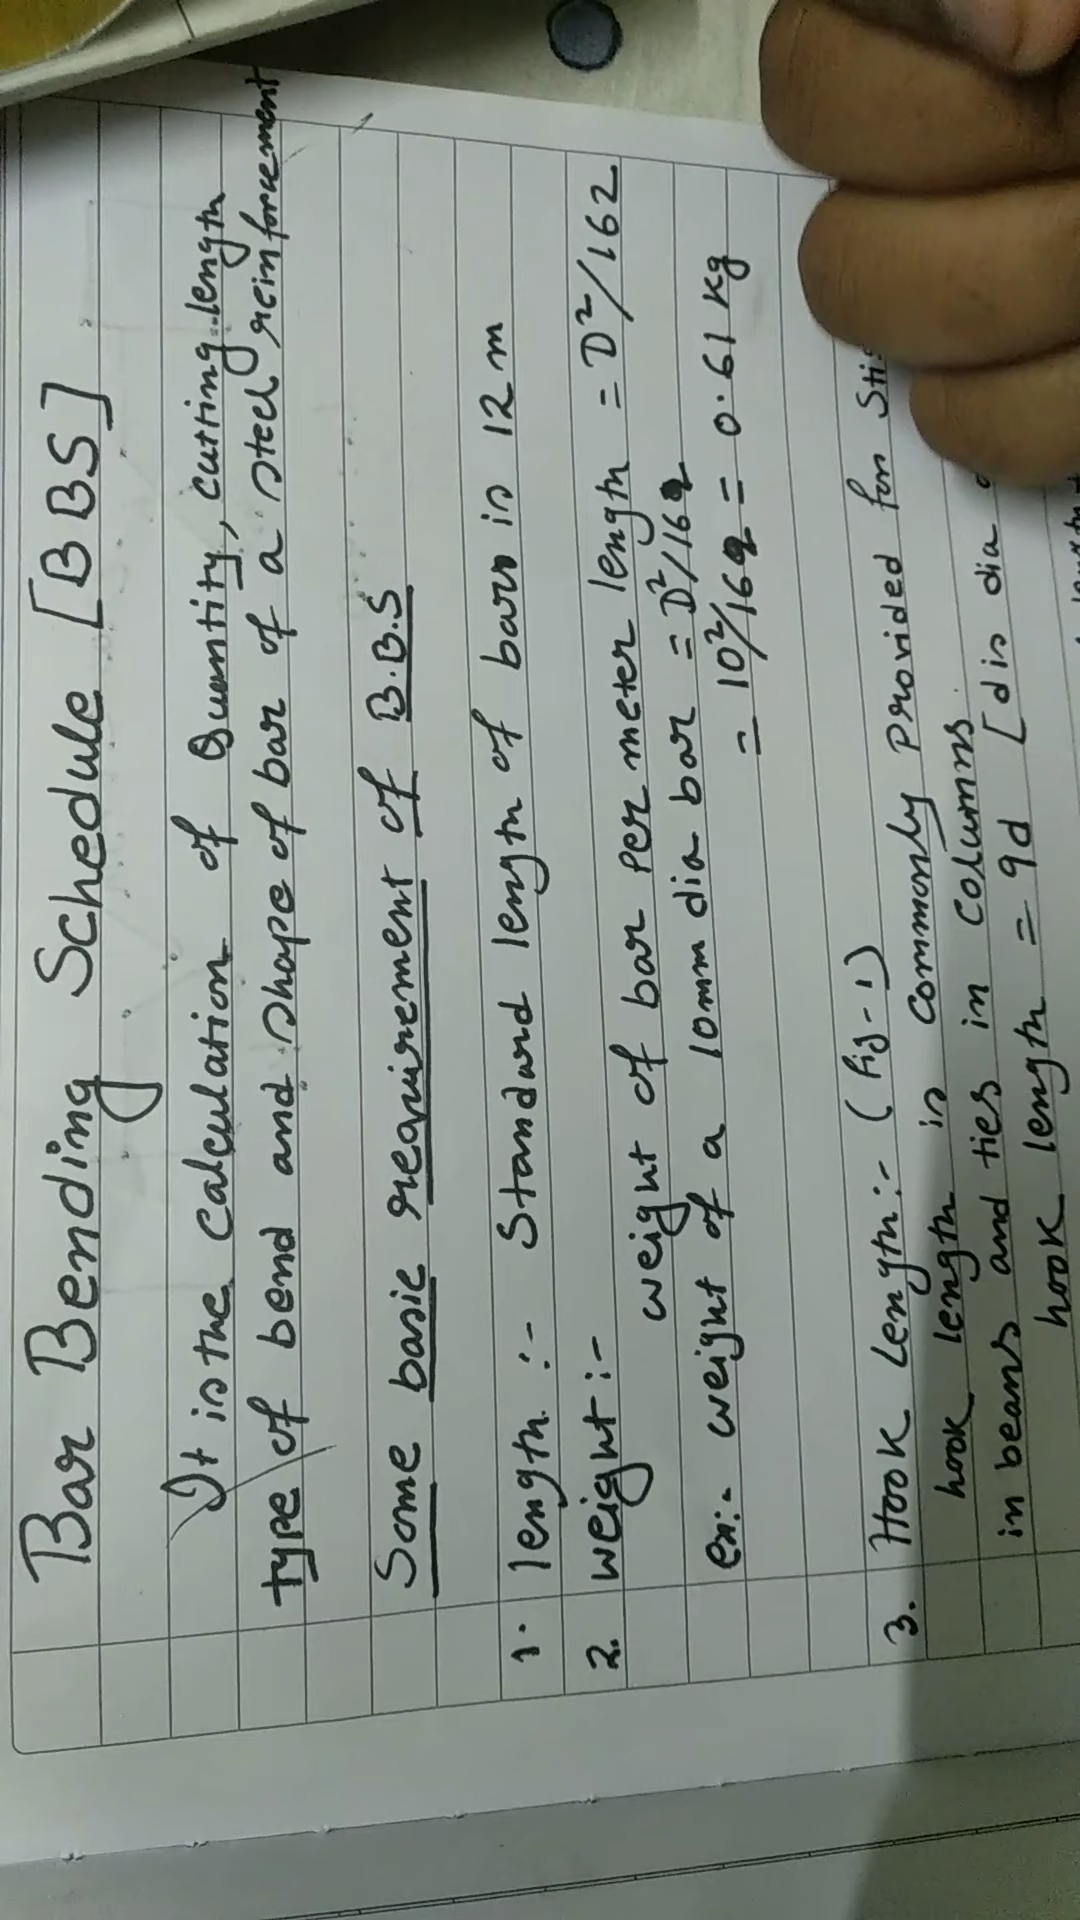 Bar Bending Schedule [BBS]
It is the calculation of Quantity, cutting length
type of bend and shape of bar of a steel reinforcement
Some basic requirement of B.B.S
1. length :- Standard length of bars is 12 m
2. weight :-
weight of bar per meter length = D²/162
ex:- weight of a 10mm dia bar = D²/162
= 10²/162 = 0.61 kg
3. Hook Length :- (fig-1)
hook length is commonly provided for
in beams and ties in columns
hook length = 9d [d is dia